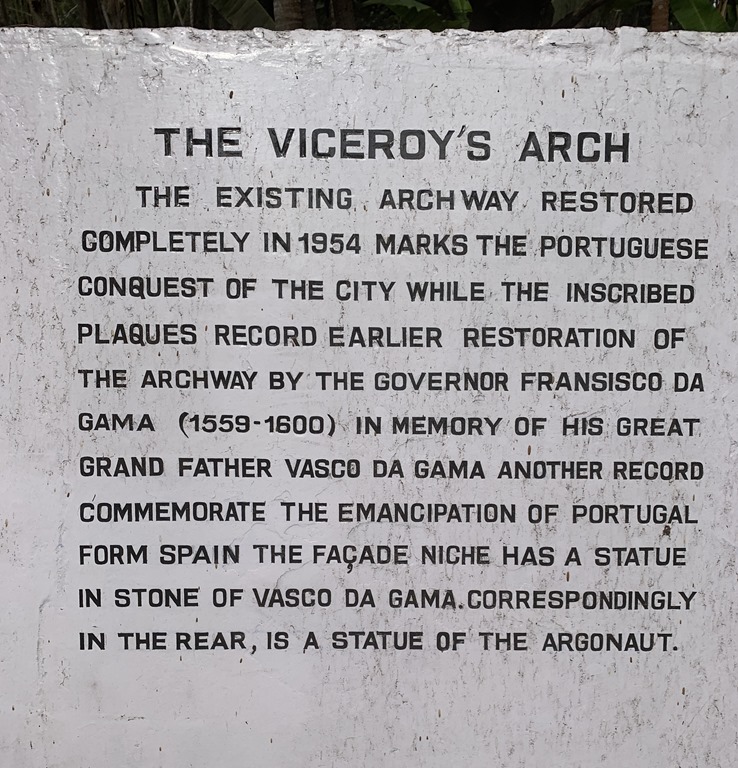 THE VICEROY'S ARCH
THE EXISTING ARCHWAY RESTORED
COMPLETELY IN 1954 MARKS THE PORTUGUESE
CONQUEST OF THE CITY WHILE THE INSCRIBED
PLAQUES RECORD EARLIER RESTORATION OF
THE ARCHWAY BY THE GOVERNOR FRANSISCO DA
GAMA (1559-1600) IN MEMORY OF HIS GREAT
GRAND FATHER VASCO DA GAMA ANOTHER RECORD
COMMEMORATE THE EMANCIPATION OF PORTUGAL
FORM SPAIN THE FAÇADE NICHE HAS A STATUE
IN STONE OF VASCO DA GAMA.CORRESPONDINGLY
IN THE REAR, IS A STATUE OF THE ARGONAUT.